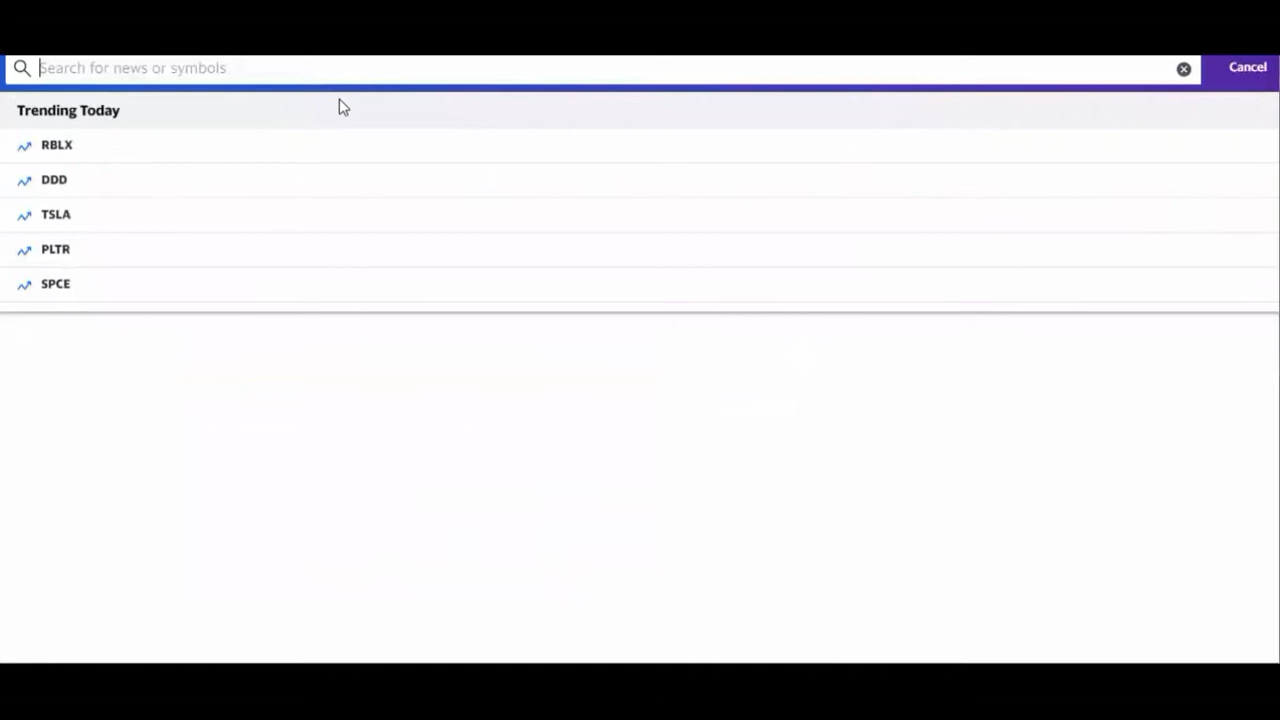 Search for news or symbols
Cancel
Trending Today
RBLX
DDD
TSLA
PLTR
SPCE